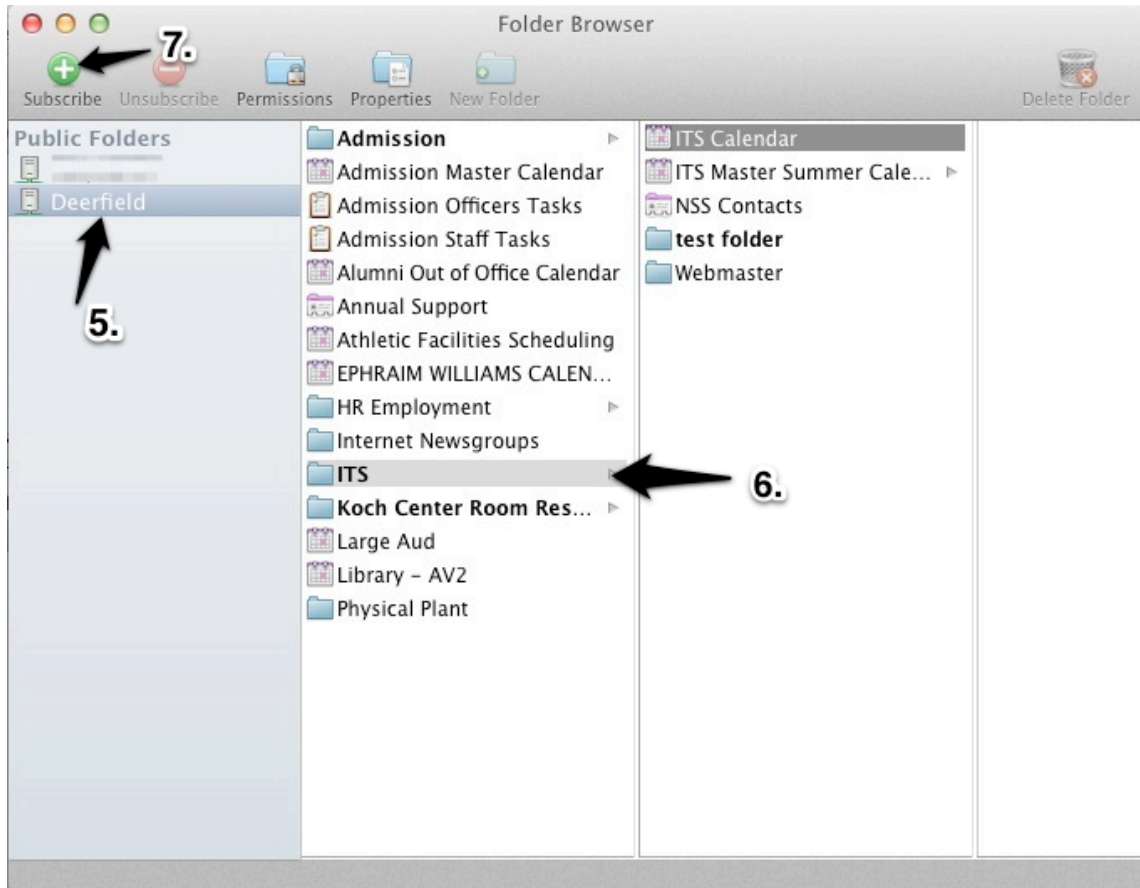 Folder Browser
7.
Subscribe Unsubscribe Permissions Properties New Folder Delete Folder
Public Folders
Deerfield
5.
Admission
Admission Master Calendar
Admission Officers Tasks
Admission Staff Tasks
Alumni Out of Office Calendar
Annual Support
Athletic Facilities Scheduling
EPHRAIM WILLIAMS CALEN...
HR Employment
Internet Newsgroups
ITS
6.
Koch Center Room Res...
Large Aud
Library – AV2
Physical Plant
ITS Calendar
ITS Master Summer Cale...
NSS Contacts
test folder
Webmaster